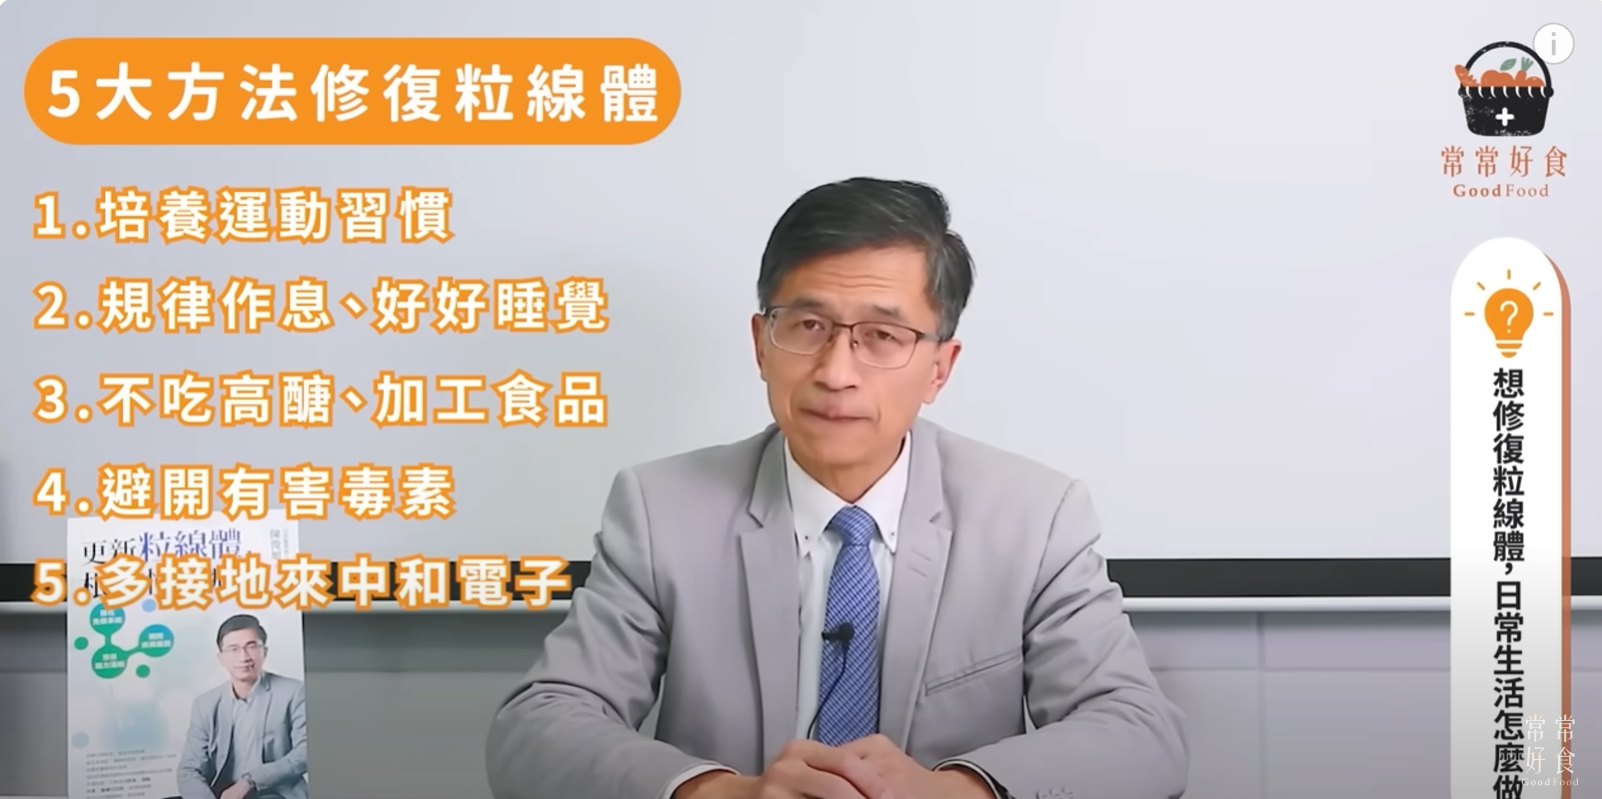 5大方法修復粒線體
1.培養運動習慣
2.規律作息、好好睡覺
3.不吃高醣、加工食品
4.避開有害毒素
5.多接地來中和電子
更新粒線體
常常好食
GoodFood
想修復粒線體,日常生活怎麼做
常常
好食
GoodFood